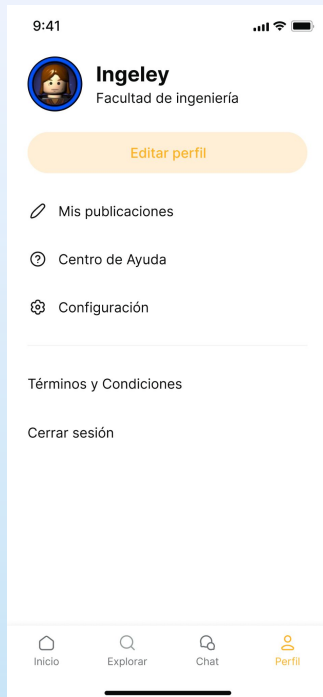 9:41
Ingeley
Facultad de ingeniería
Editar perfil
Mis publicaciones
Centro de Ayuda
Configuración
Términos y Condiciones
Cerrar sesión
Inicio Explorar Chat Perfil